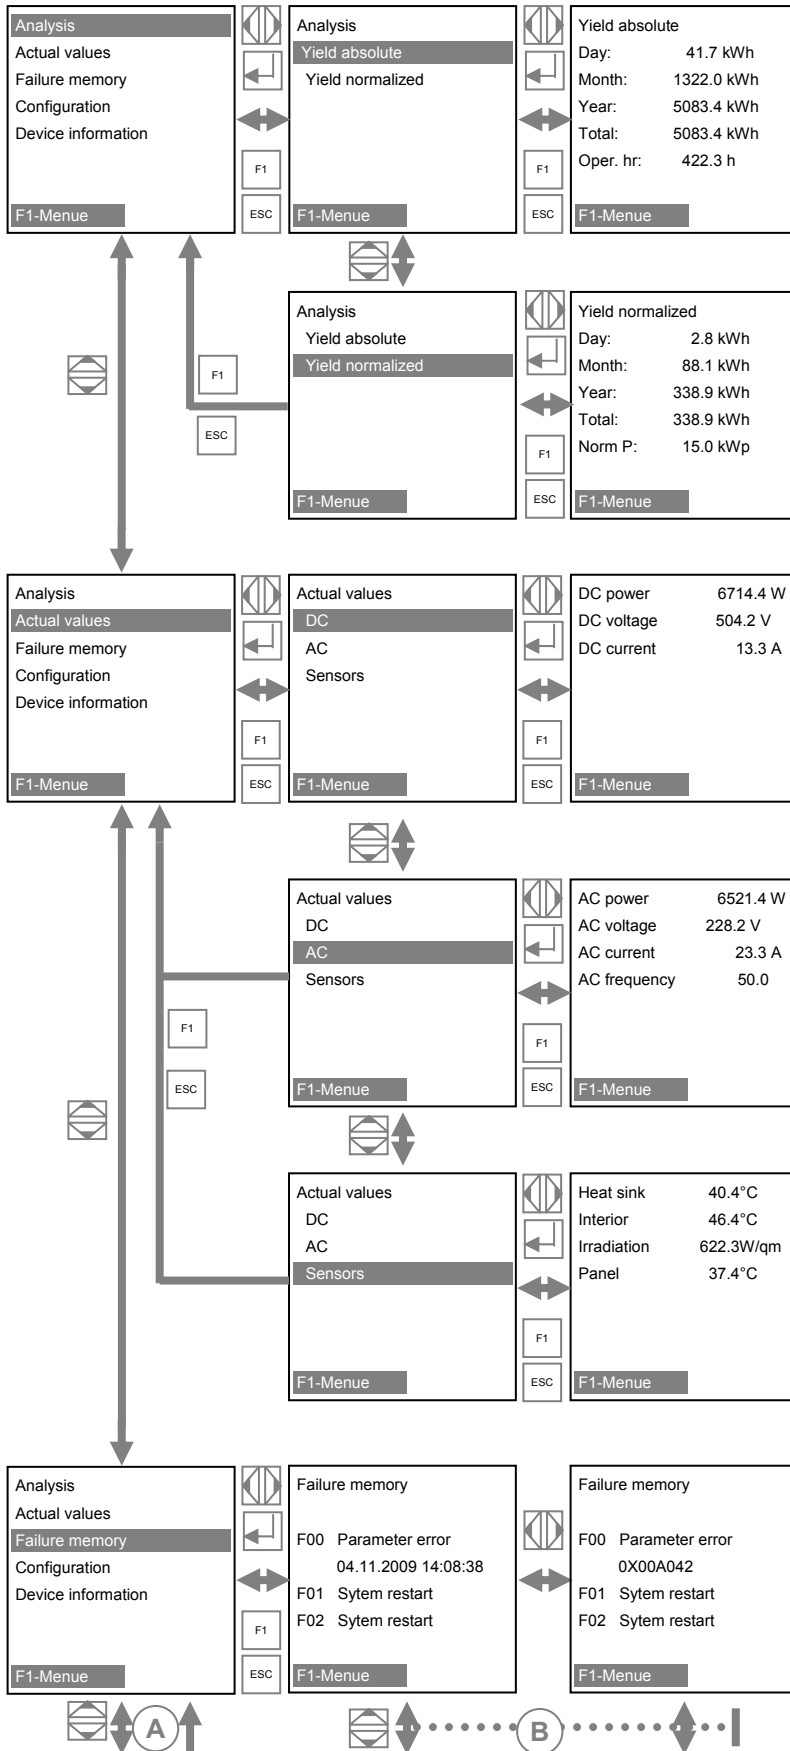 Analysis
Actual values
Failure memory
Configuration
Device information
F1-Menue
F1
ESC
Analysis
Yield absolute
Yield normalized
F1-Menue
F1
ESC
Yield absolute
Day: 41.7 kWh
Month: 1322.0 kWh
Year: 5083.4 kWh
Total: 5083.4 kWh
Oper. hr: 422.3 h
F1-Menue
F1
ESC
Analysis
Yield absolute
Yield normalized
F1-Menue
F1
ESC
Yield normalized
Day: 2.8 kWh
Month: 88.1 kWh
Year: 338.9 kWh
Total: 338.9 kWh
Norm P: 15.0 kWp
F1-Menue
Analysis
Actual values
Failure memory
Configuration
Device information
F1-Menue
F1
ESC
Actual values
DC
AC
Sensors
F1-Menue
F1
ESC
DC power 6714.4 W
DC voltage 504.2 V
DC current 13.3 A
F1-Menue
F1
ESC
Actual values
DC
AC
Sensors
F1-Menue
F1
ESC
AC power 6521.4 W
AC voltage 228.2 V
AC current 23.3 A
AC frequency 50.0
F1-Menue
Actual values
DC
AC
Sensors
F1-Menue
F1
ESC
Heat sink 40.4°C
Interior 46.4°C
Irradiation 622.3W/qm
Panel 37.4°C
F1-Menue
Analysis
Actual values
Failure memory
Configuration
Device information
F1-Menue
F1
ESC
Failure memory
F00 Parameter error
04.11.2009 14:08:38
F01 Sytem restart
F02 Sytem restart
F1-Menue
Failure memory
F00 Parameter error
0X00A042
F01 Sytem restart
F02 Sytem restart
F1-Menue
A
B